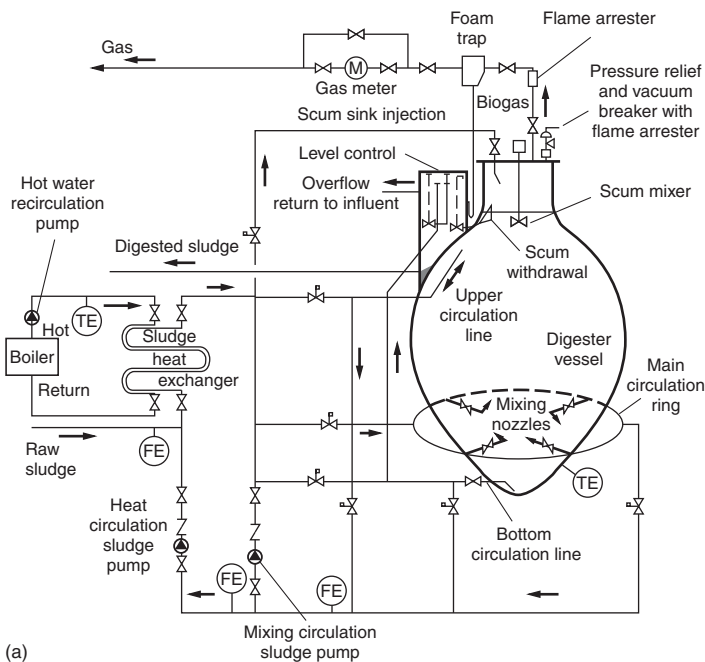 Gas
M
Gas meter
Foam
trap
Flame arrester
Biogas
Pressure relief
and vacuum
breaker with
flame arrester
Scum sink injection
Level control
Overflow
return to influent
Hot water
recirculation
pump
Scum mixer
Digested sludge
Scum
withdrawal
Upper
circulation
line
TE
Hot
Boiler
Return
Sludge
heat
exchanger
Digester
vessel
Main
circulation
ring
Mixing
nozzles
Raw
sludge
FE
TE
Heat
circulation
sludge
pump
Bottom
circulation line
FE
FE
Mixing circulation
sludge pump
(a)